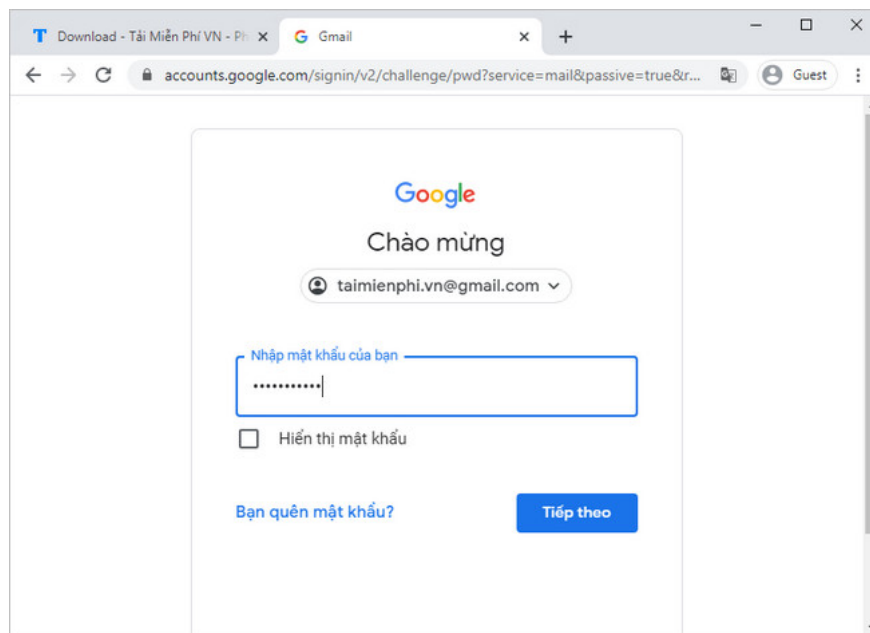 Download - Tải Miễn Phí VN - Ph
Gmail
accounts.google.com/signin/v2/challenge/pwd?service=mail&passive=true&r...
Guest
Google
Chào mừng
taimienphi.vn@gmail.com
Nhập mật khẩu của bạn
•••••••••••
Hiển thị mật khẩu
Bạn quên mật khẩu?
Tiếp theo